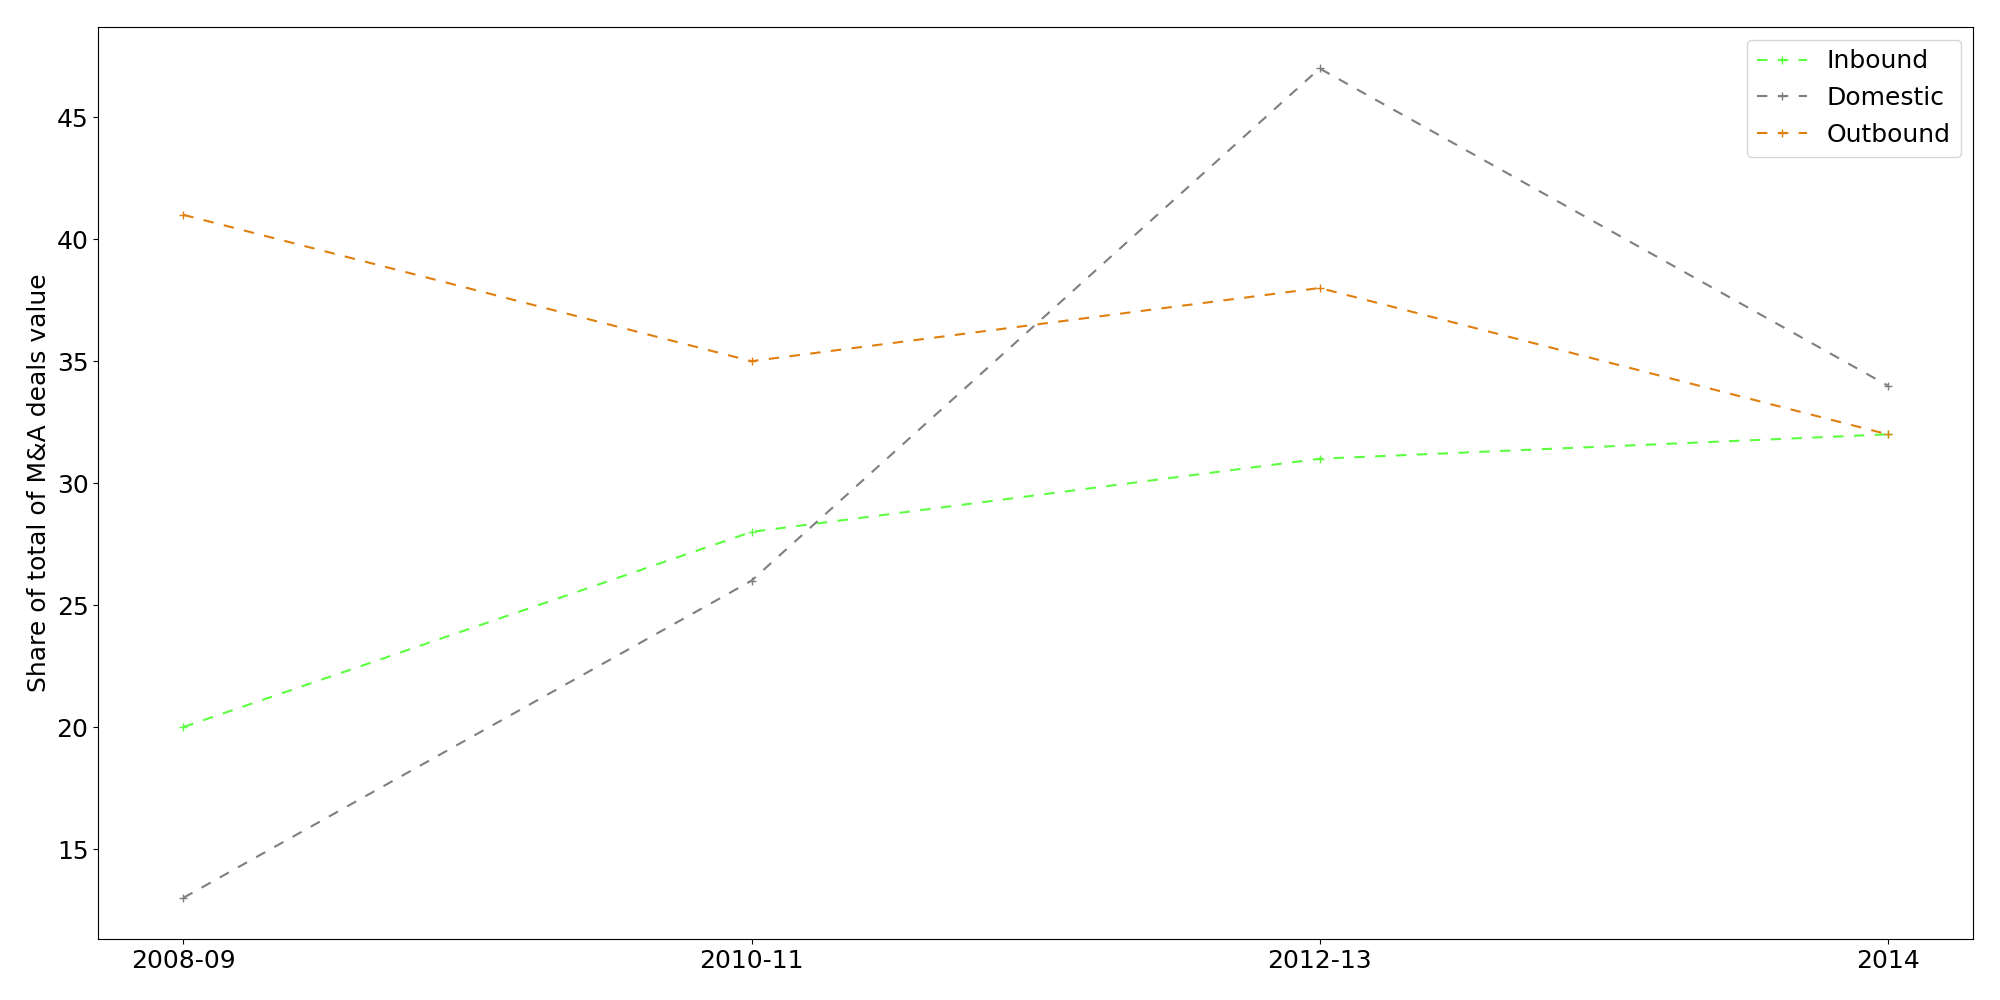 Inbound
Domestic
Outbound
Share of total of M&A deals value
45
40
35
30
25
20
15
2008-09
2010-11
2012-13
2014